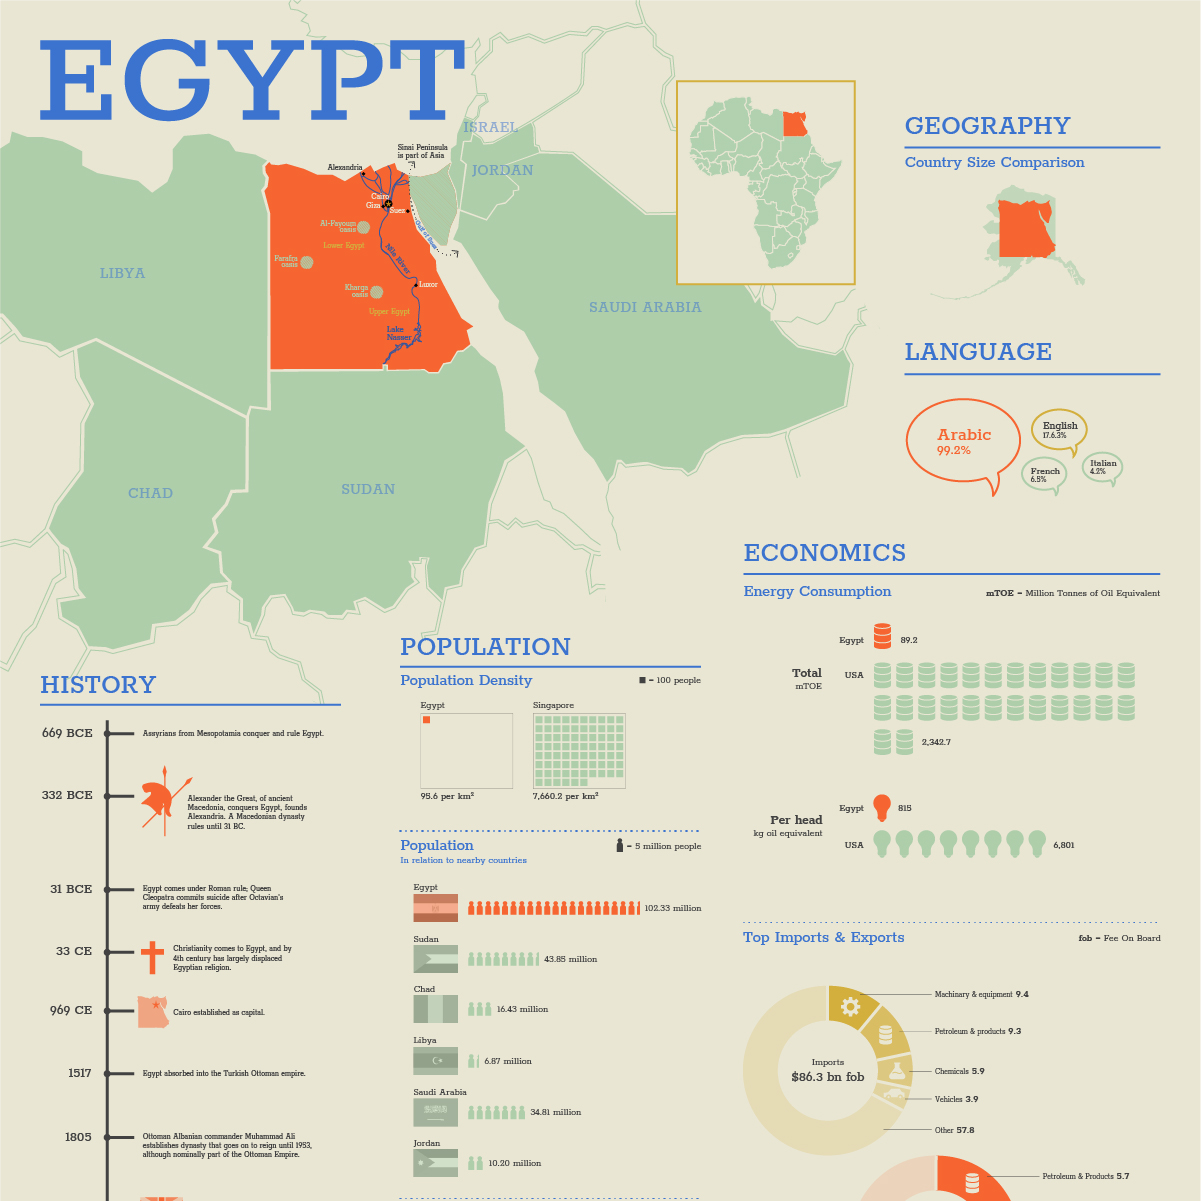 EGYPT
ISRAEL
JORDAN
Sinai Peninsula
is part of Asia
Alexandria
Cairo
Giza
Suez
Gulf of Suez
Al-Fayoum
oasis
Lower Egypt
Farafra
oasis
Nile River
Kharga
oasis
Luxor
Upper Egypt
Lake
Nasser
LIBYA
SAUDI ARABIA
CHAD
SUDAN
GEOGRAPHY
Country Size Comparison
LANGUAGE
Arabic
99.2%
English
17.6.3%
French
6.5%
Italian
4.2%
ECONOMICS
Energy Consumption
mTOE = Million Tonnes of Oil Equivalent
Egypt
89.2
Total
mTOE
USA
2,342.7
Egypt
815
Per head
kg oil equivalent
USA
6,801
Top Imports & Exports
fob = Fee On Board
Imports
$86.3 bn fob
Machinary & equipment 9.4
Petroleum & products 9.3
Chemicals 5.9
Vehicles 3.9
Other 57.8
Petroleum & Products 5.7
POPULATION
Population Density
= 100 people
Egypt
Singapore
95.6 per km²
7,660.2 per km²
Population
= 5 million people
In relation to nearby countries
Egypt
102.33 million
Sudan
43.85 million
Chad
16.43 million
Libya
6.87 million
Saudi Arabia
34.81 million
Jordan
10.20 million
HISTORY
669 BCE
Assyrians from Mesopotamia conquer and rule Egypt.
332 BCE
Alexander the Great, of ancient
Macedonia, conquers Egypt, founds
Alexandria. A Macedonian dynasty
rules until 31 BC.
31 BCE
Egypt comes under Roman rule; Queen
Cleopatra commits suicide after Octavian's
army defeats her forces.
33 CE
Christianity comes to Egypt, and by
4th century has largely displaced
Egyptian religion.
969 CE
Cairo established as capital.
1517
Egypt absorbed into the Turkish Ottoman empire.
1805
Ottoman Albanian commander Muhammad Ali
establishes dynasty that goes on to reign until 1953,
although nominally part of the Ottoman Empire.